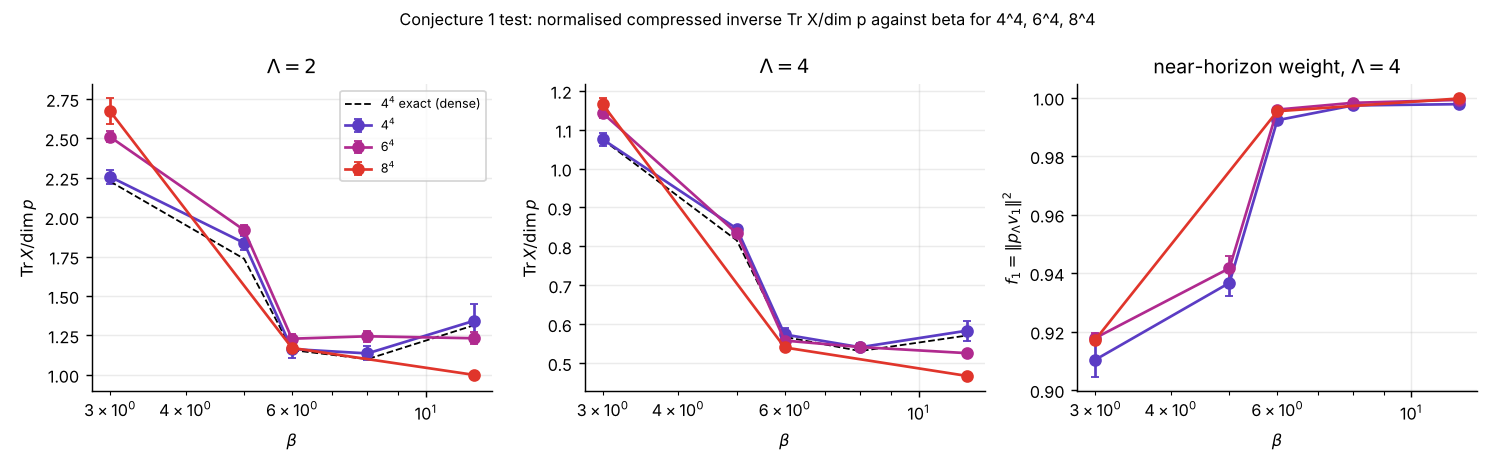 Conjecture 1 test: normalised compressed inverse Tr X/dim p against beta for 4^4, 6^4, 8^4
Λ = 2
Tr X/dim p
2.75
2.50
2.25
2.00
1.75
1.50
1.25
1.00
4⁴ exact (dense)
4⁴
6⁴
8⁴
3 × 10⁰
4 × 10⁰
6 × 10⁰
10¹
β
Λ = 4
Tr X/dim p
1.2
1.1
1.0
0.9
0.8
0.7
0.6
0.5
3 × 10⁰
4 × 10⁰
6 × 10⁰
10¹
β
near-horizon weight, Λ = 4
f₁ = ‖p_Λv₁‖²
1.00
0.98
0.96
0.94
0.92
0.90
3 × 10⁰
4 × 10⁰
6 × 10⁰
10¹
β